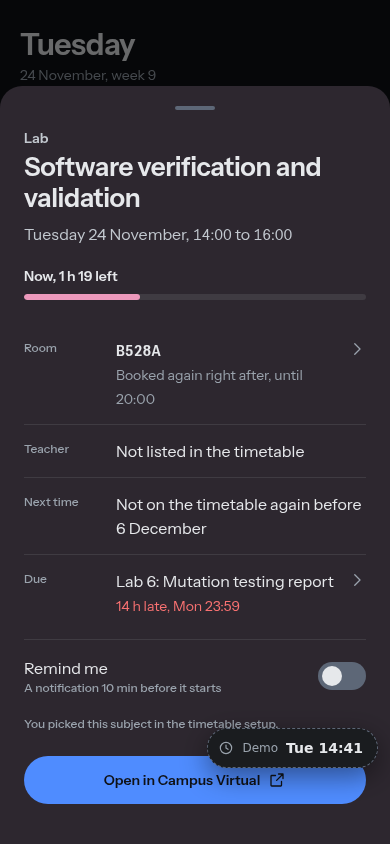 Tuesday
24 November, week 9
Lab
Software verification and
validation
Tuesday 24 November, 14:00 to 16:00
Now, 1 h 19 left
Room
B528A
Booked again right after, until
20:00
Teacher
Not listed in the timetable
Next time
Not on the timetable again before
6 December
Due
Lab 6: Mutation testing report
14 h late, Mon 23:59
Remind me
A notification 10 min before it starts
You picked this subject in the timetable setup.
Demo Tue 14:41
Open in Campus Virtual